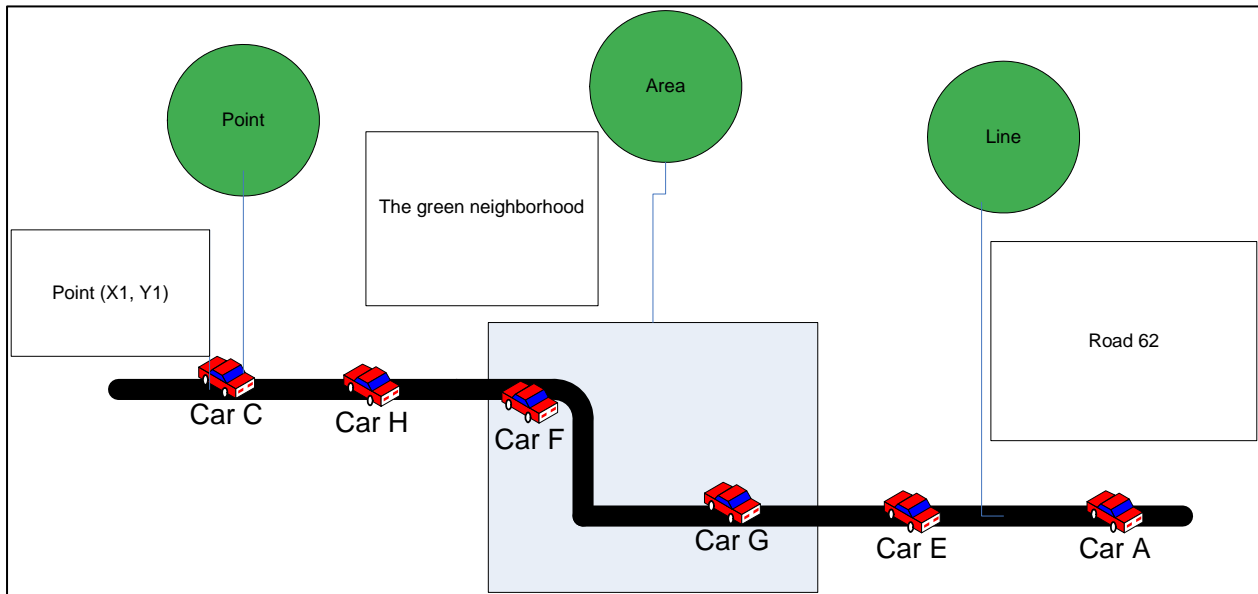 Area
Point
Line
The green neighborhood
Point (X1, Y1)
Road 62
Car C
Car H
Car F
Car G
Car E
Car A